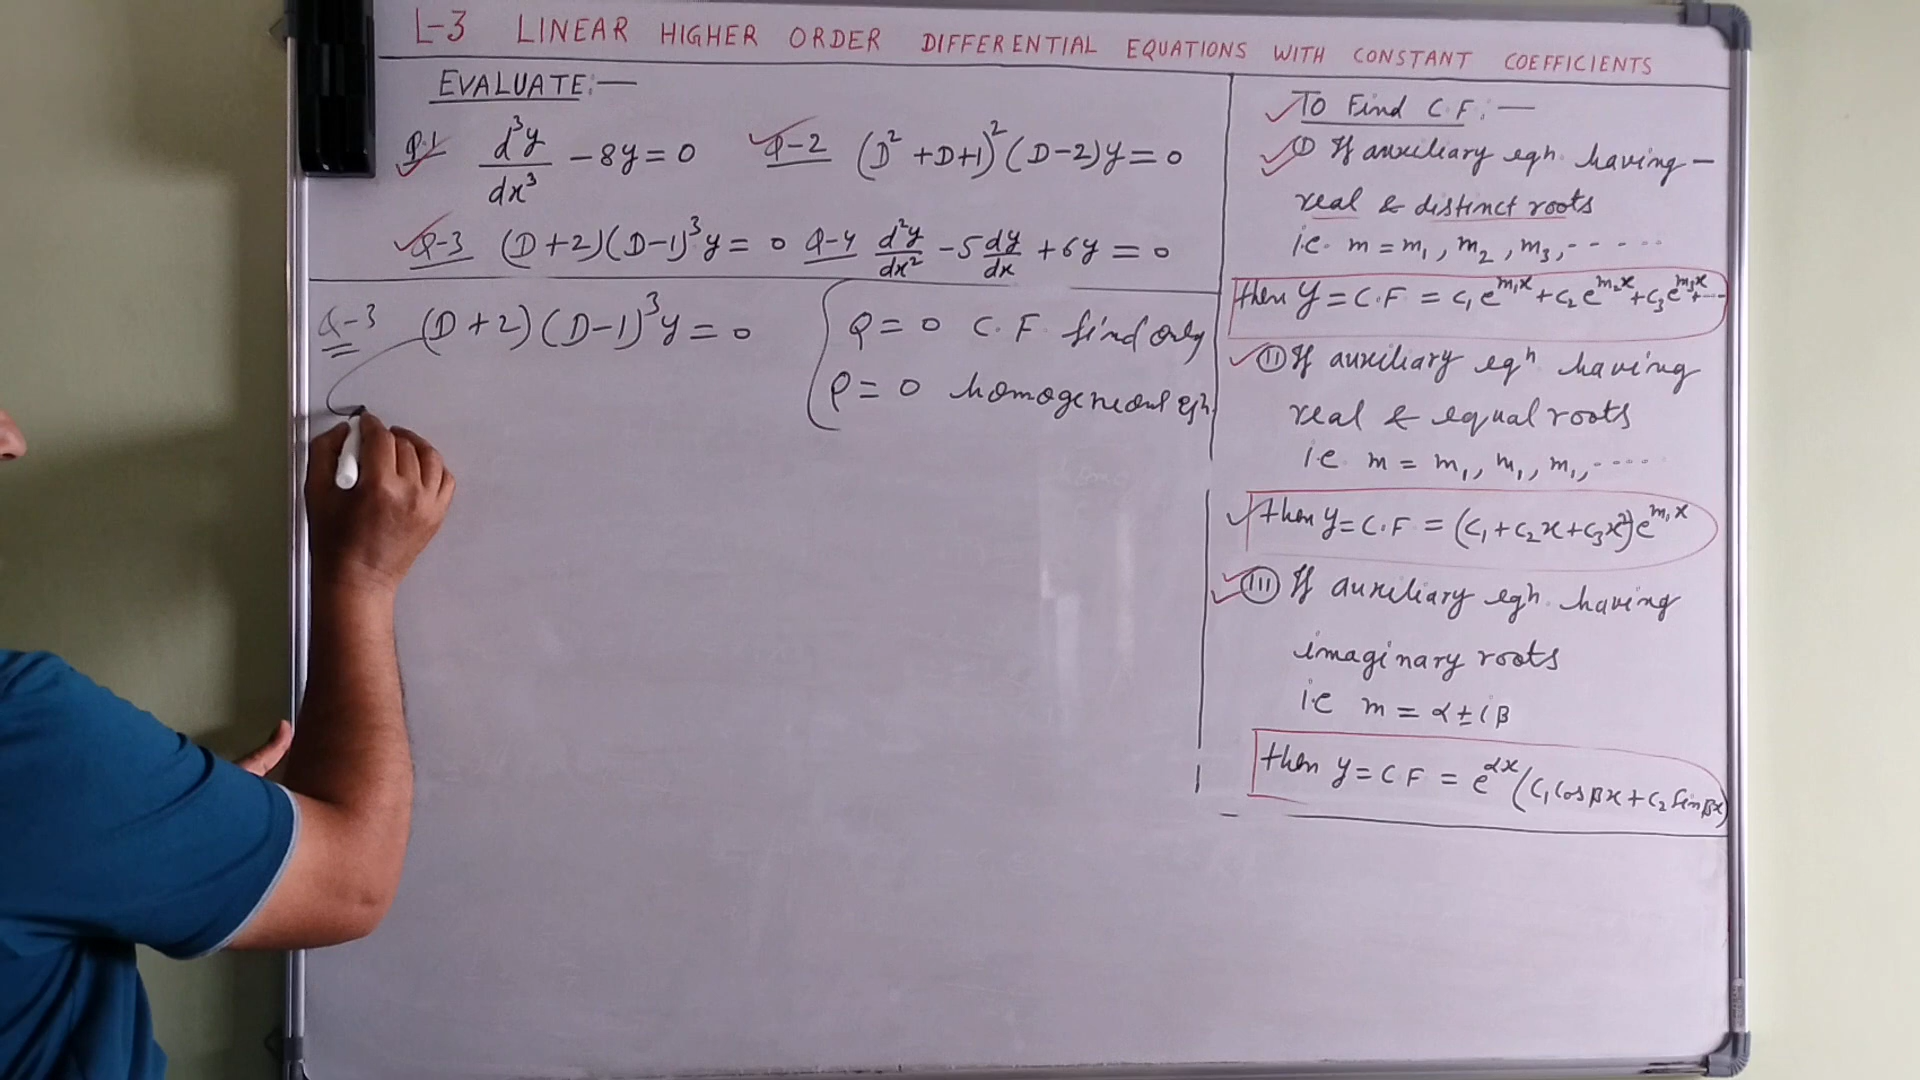 L-3 LINEAR HIGHER ORDER DIFFERENTIAL EQUATIONS WITH CONSTANT COEFFICIENTS
EVALUATE:—
Q-1 d³y/dx³ - 8y = 0 Q-2 (D² + D + 1)² (D - 2)y = 0
Q-3 (D + 2)(D - 1)³y = 0 Q-4 d²y/dx² - 5 dy/dx + 6y = 0
Q-3 (D + 2)(D - 1)³y = 0
Q = 0 C.F. find only
Q = 0 homogeneous eqn.
To Find C.F.:—
(I) If auxiliary eqn. having —
real & distinct roots
i.e. m = m₁, m₂, m₃, ------
then y = C.F = c₁e^m₁x + c₂e^m₂x + c₃e^m₃x + ---
(II) If auxiliary eqn having
real & equal roots
i.e. m = m₁, m₁, m₁, -----
then y = C.F = (c₁ + c₂x + c₃x²)e^m₁x
(III) If auxiliary eqn. having
imaginary roots
i.e m = α ± iβ
then y = C F = e^αx (c₁ cos βx + c₂ sin βx)